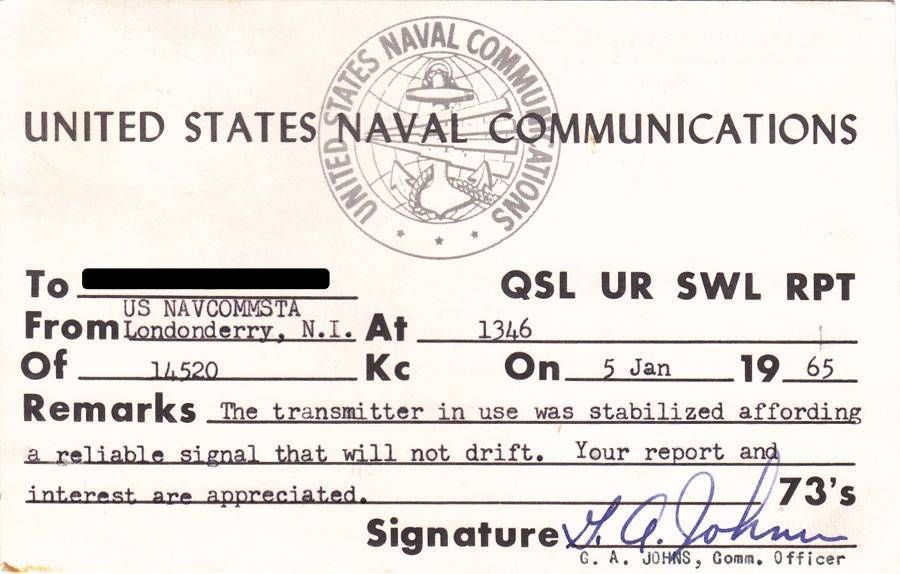 UNITED STATES NAVAL COMMUNICATIONS
UNITED STATES NAVAL COMMUNICATIONS
To
QSL UR SWL RPT
US NAVCOMMSTA
From Londonderry, N.I. At 1346
Of 14520 Kc On 5 Jan 19 65
Remarks The transmitter in use was stabilized affording
a reliable signal that will not drift. Your report and
interest are appreciated. 73's
Signature G. A. Johns
G. A. JOHNS, Comm. Officer